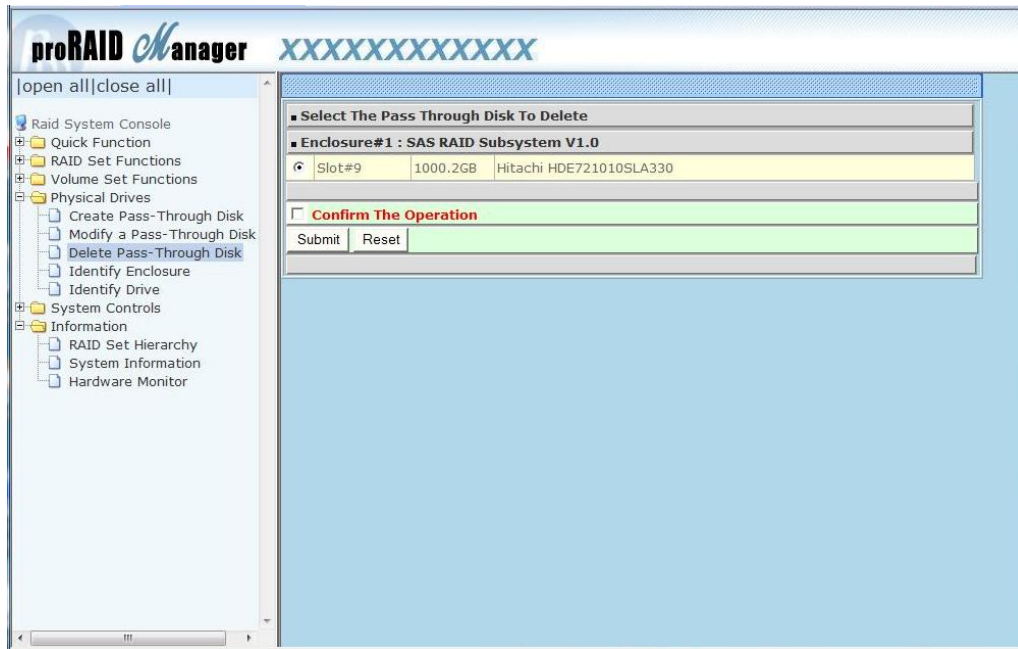 proRAID Manager XXXXXXXXXXXX
|open all|close all|
Raid System Console
Quick Function
RAID Set Functions
Volume Set Functions
Physical Drives
Create Pass-Through Disk
Modify a Pass-Through Disk
Delete Pass-Through Disk
Identify Enclosure
Identify Drive
System Controls
Information
RAID Set Hierarchy
System Information
Hardware Monitor
Select The Pass Through Disk To Delete
Enclosure#1 : SAS RAID Subsystem V1.0
Slot#9 1000.2GB Hitachi HDE721010SLA330
Confirm The Operation
Submit Reset